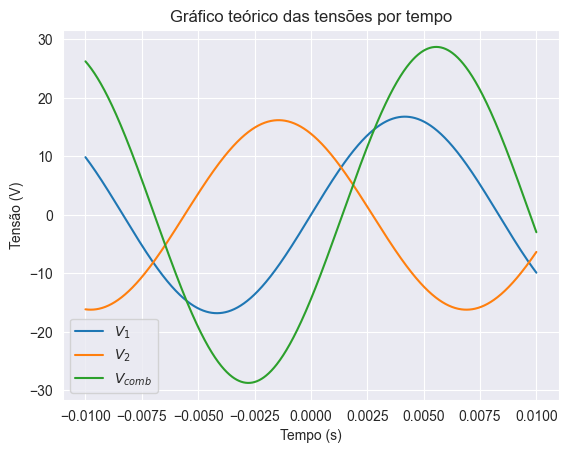 Gráfico teórico das tensões por tempo
30
20
10
0
−10
−20
−30
Tensão (V)
V1
V2
Vcomb
−0.0100 −0.0075 −0.0050 −0.0025 0.0000 0.0025 0.0050 0.0075 0.0100
Tempo (s)